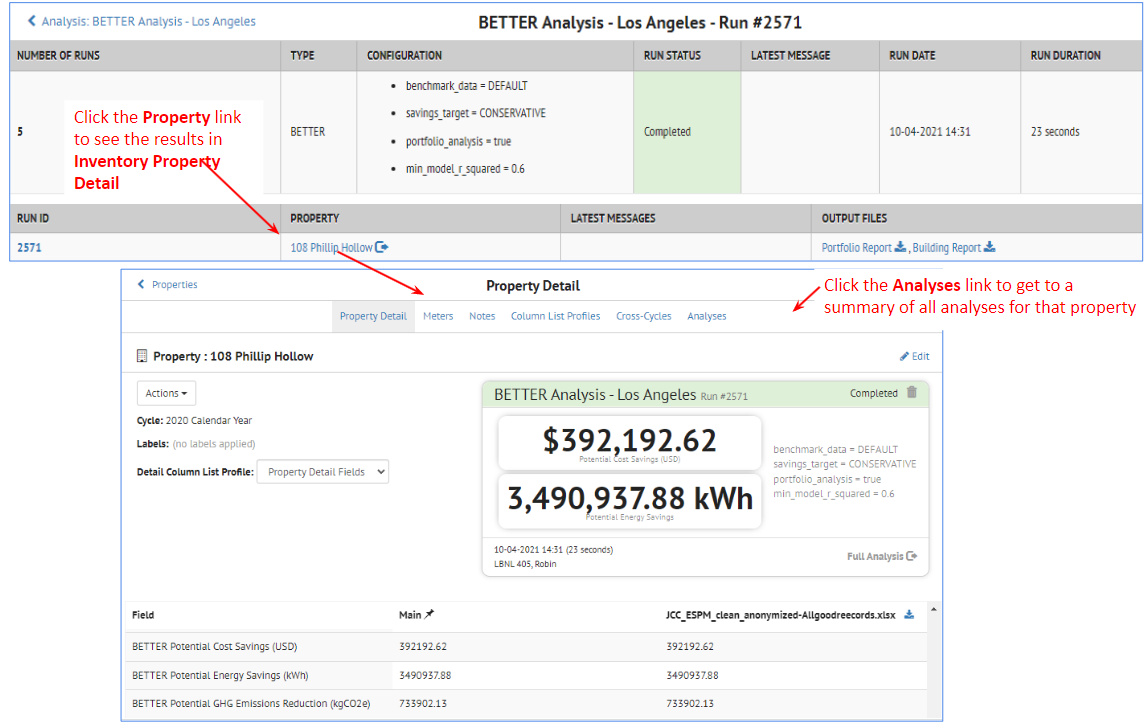 Analysis: BETTER Analysis - Los Angeles
BETTER Analysis - Los Angeles - Run #2571
NUMBER OF RUNS TYPE CONFIGURATION RUN STATUS LATEST MESSAGE RUN DATE RUN DURATION
• benchmark_data = DEFAULT
• savings_target = CONSERVATIVE
• portfolio_analysis = true
• min_model_r_squared = 0.6
5 BETTER Completed 10-04-2021 14:31 23 seconds
Click the Property link
to see the results in
Inventory Property
Detail
RUN ID PROPERTY LATEST MESSAGES OUTPUT FILES
2571 108 Phillip Hollow Portfolio Report , Building Report
Properties
Property Detail
Click the Analyses link to get to a
summary of all analyses for that property
Property Detail Meters Notes Column List Profiles Cross-Cycles Analyses
Property : 108 Phillip Hollow Edit
Actions
Cycle: 2020 Calendar Year
Labels: (no labels applied)
Detail Column List Profile: Property Detail Fields
BETTER Analysis - Los Angeles Run #2571 Completed
$392,192.62
Potential Cost Savings (USD)
3,490,937.88 kWh
Potential Energy Savings
benchmark_data = DEFAULT
savings_target = CONSERVATIVE
portfolio_analysis = true
min_model_r_squared = 0.6
10-04-2021 14:31 (23 seconds)
LBNL 405, Robin
Full Analysis
Field Main JCC_ESPM_clean_anonymized-Allgoodreecords.xlsx
BETTER Potential Cost Savings (USD) 392192.62 392192.62
BETTER Potential Energy Savings (kWh) 3490937.88 3490937.88
BETTER Potential GHG Emissions Reduction (kgCO2e) 733902.13 733902.13